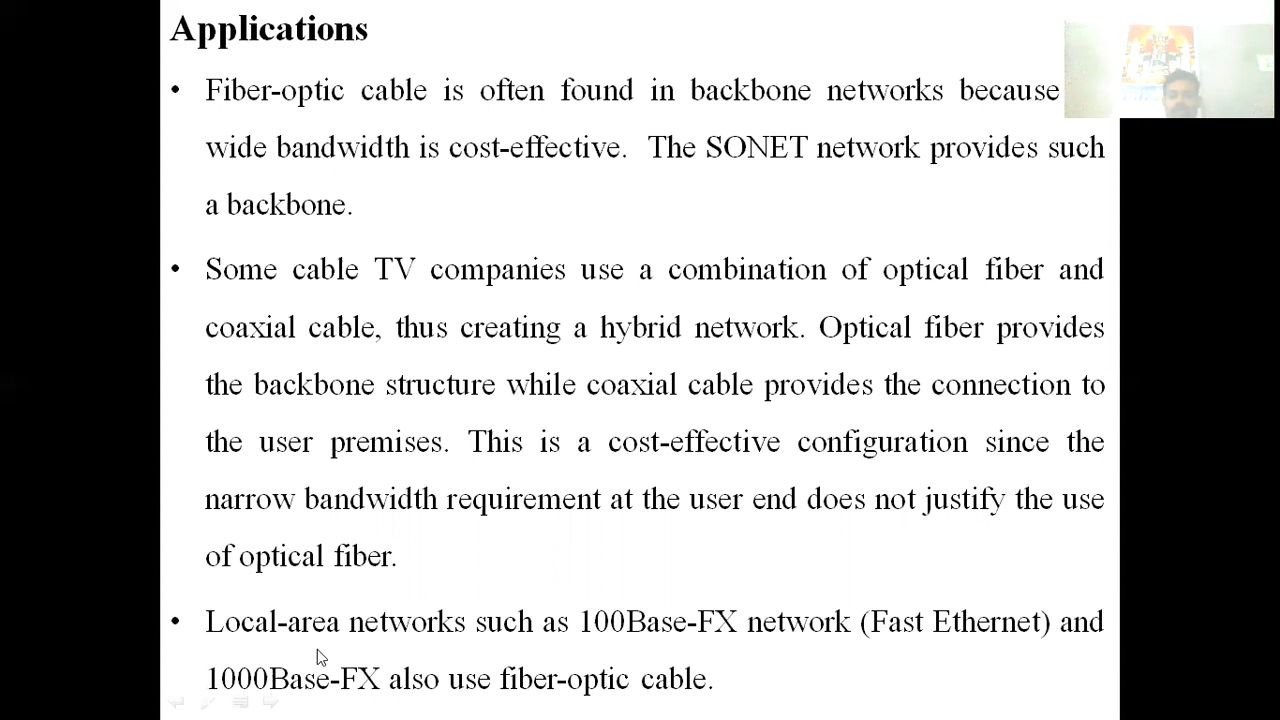 Applications
• Fiber-optic cable is often found in backbone networks because
wide bandwidth is cost-effective. The SONET network provides such
a backbone.
• Some cable TV companies use a combination of optical fiber and
coaxial cable, thus creating a hybrid network. Optical fiber provides
the backbone structure while coaxial cable provides the connection to
the user premises. This is a cost-effective configuration since the
narrow bandwidth requirement at the user end does not justify the use
of optical fiber.
• Local-area networks such as 100Base-FX network (Fast Ethernet) and
1000Base-FX also use fiber-optic cable.